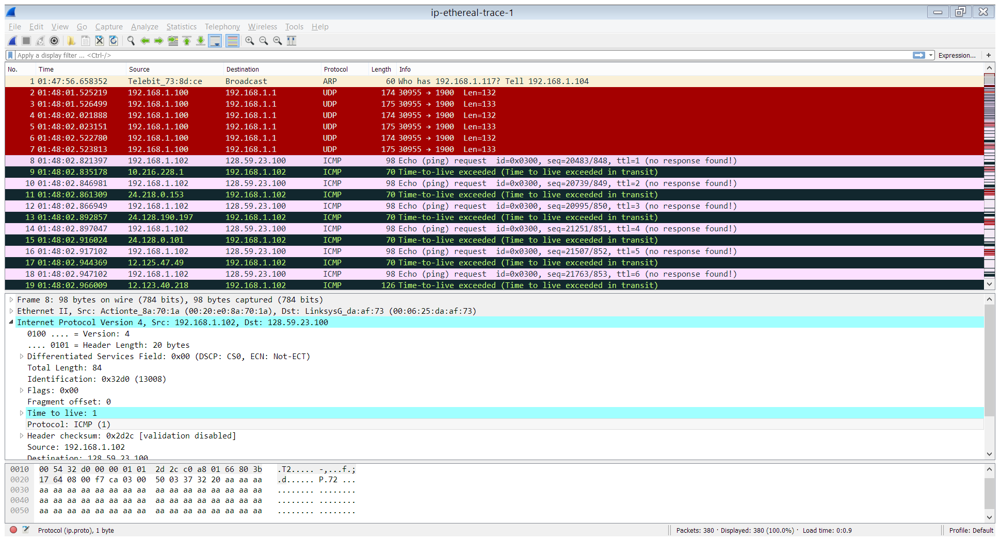 ip-ethereal-trace-1
File Edit View Go Capture Analyze Statistics Telephony Wireless Tools Help
Apply a display filter ... <Ctrl-/> Expression... +
No. Time Source Destination Protocol Length Info
1 01:47:56.658352 Telebit_73:8d:ce Broadcast ARP 60 Who has 192.168.1.117? Tell 192.168.1.104
2 01:48:01.525219 192.168.1.100 192.168.1.1 UDP 174 30955 → 1900 Len=132
3 01:48:01.526499 192.168.1.100 192.168.1.1 UDP 175 30955 → 1900 Len=133
4 01:48:02.021888 192.168.1.100 192.168.1.1 UDP 174 30955 → 1900 Len=132
5 01:48:02.023151 192.168.1.100 192.168.1.1 UDP 175 30955 → 1900 Len=133
6 01:48:02.522780 192.168.1.100 192.168.1.1 UDP 174 30955 → 1900 Len=132
7 01:48:02.523813 192.168.1.100 192.168.1.1 UDP 175 30955 → 1900 Len=133
8 01:48:02.821397 192.168.1.102 128.59.23.100 ICMP 98 Echo (ping) request id=0x0300, seq=20483/848, ttl=1 (no response found!)
9 01:48:02.835178 10.216.228.1 192.168.1.102 ICMP 70 Time-to-live exceeded (Time to live exceeded in transit)
10 01:48:02.846981 192.168.1.102 128.59.23.100 ICMP 98 Echo (ping) request id=0x0300, seq=20739/849, ttl=2 (no response found!)
11 01:48:02.861309 24.218.0.153 192.168.1.102 ICMP 70 Time-to-live exceeded (Time to live exceeded in transit)
12 01:48:02.866949 192.168.1.102 128.59.23.100 ICMP 98 Echo (ping) request id=0x0300, seq=20995/850, ttl=3 (no response found!)
13 01:48:02.892857 24.128.190.197 192.168.1.102 ICMP 70 Time-to-live exceeded (Time to live exceeded in transit)
14 01:48:02.897047 192.168.1.102 128.59.23.100 ICMP 98 Echo (ping) request id=0x0300, seq=21251/851, ttl=4 (no response found!)
15 01:48:02.916024 24.128.0.101 192.168.1.102 ICMP 70 Time-to-live exceeded (Time to live exceeded in transit)
16 01:48:02.917102 192.168.1.102 128.59.23.100 ICMP 98 Echo (ping) request id=0x0300, seq=21507/852, ttl=5 (no response found!)
17 01:48:02.944369 12.125.47.49 192.168.1.102 ICMP 70 Time-to-live exceeded (Time to live exceeded in transit)
18 01:48:02.947102 192.168.1.102 128.59.23.100 ICMP 98 Echo (ping) request id=0x0300, seq=21763/853, ttl=6 (no response found!)
19 01:48:02.966009 12.123.40.218 192.168.1.102 ICMP 126 Time-to-live exceeded (Time to live exceeded in transit)
Frame 8: 98 bytes on wire (784 bits), 98 bytes captured (784 bits)
Ethernet II, Src: Actionte_8a:70:1a (00:20:e0:8a:70:1a), Dst: LinksysG_da:af:73 (00:06:25:da:af:73)
Internet Protocol Version 4, Src: 192.168.1.102, Dst: 128.59.23.100
0100 .... = Version: 4
.... 0101 = Header Length: 20 bytes
Differentiated Services Field: 0x00 (DSCP: CS0, ECN: Not-ECT)
Total Length: 84
Identification: 0x32d0 (13008)
Flags: 0x00
Fragment offset: 0
Time to live: 1
Protocol: ICMP (1)
Header checksum: 0x2d2c [validation disabled]
Source: 192.168.1.102
Destination: 128.59.23.100
0010 00 54 32 d0 00 00 01 01 2d 2c c0 a8 01 66 80 3b .T2..... -,...f.;
0020 17 64 08 00 f7 ca 03 00 50 03 37 32 20 aa aa aa .d...... P.72 ...
0030 aa aa aa aa aa aa aa aa aa aa aa aa aa aa aa aa ........ ........
0040 aa aa aa aa aa aa aa aa aa aa aa aa aa aa aa aa ........ ........
0050 aa aa aa aa aa aa aa aa aa aa aa aa aa aa aa aa ........ ........
Protocol (ip.proto), 1 byte Packets: 380 · Displayed: 380 (100.0%) · Load time: 0:0.9 Profile: Default